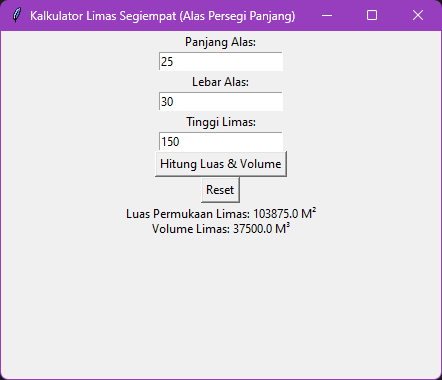 Kalkulator Limas Segiempat (Alas Persegi Panjang)
Panjang Alas:
25
Lebar Alas:
30
Tinggi Limas:
150
Hitung Luas & Volume
Reset
Luas Permukaan Limas: 103875.0 M²
Volume Limas: 37500.0 M³